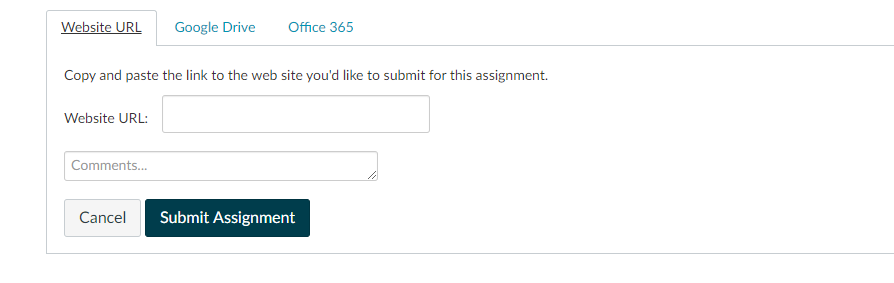 Website URL Google Drive Office 365
Copy and paste the link to the web site you'd like to submit for this assignment.
Website URL:
Comments...
Cancel Submit Assignment